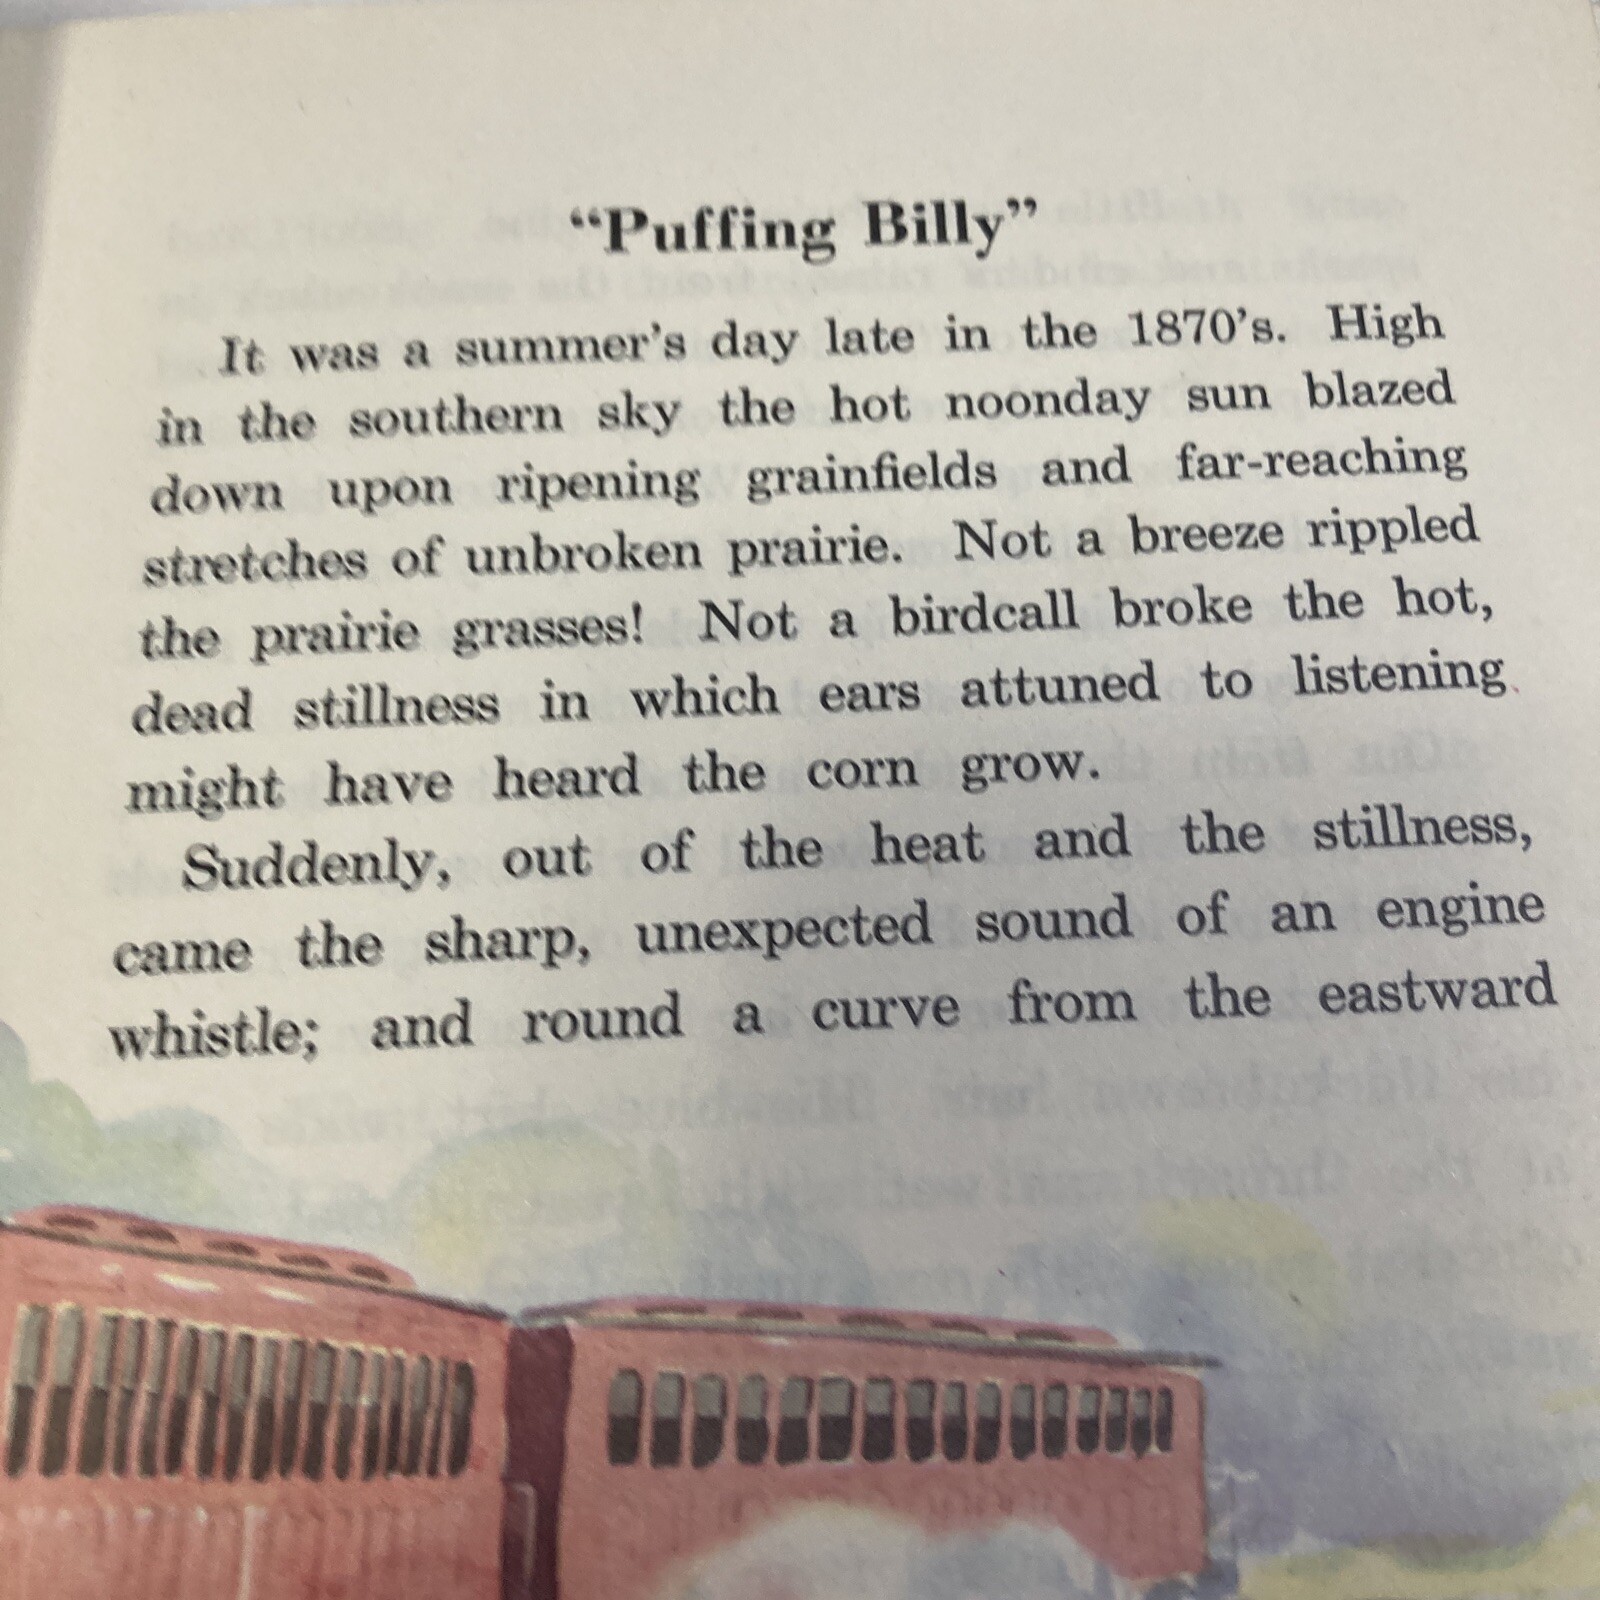 “Puffing Billy”
It was a summer’s day late in the 1870’s. High
in the southern sky the hot noonday sun blazed
down upon ripening grainfields and far-reaching
stretches of unbroken prairie. Not a breeze rippled
the prairie grasses! Not a birdcall broke the hot,
dead stillness in which ears attuned to listening
might have heard the corn grow.
Suddenly, out of the heat and the stillness,
came the sharp, unexpected sound of an engine
whistle; and round a curve from the eastward